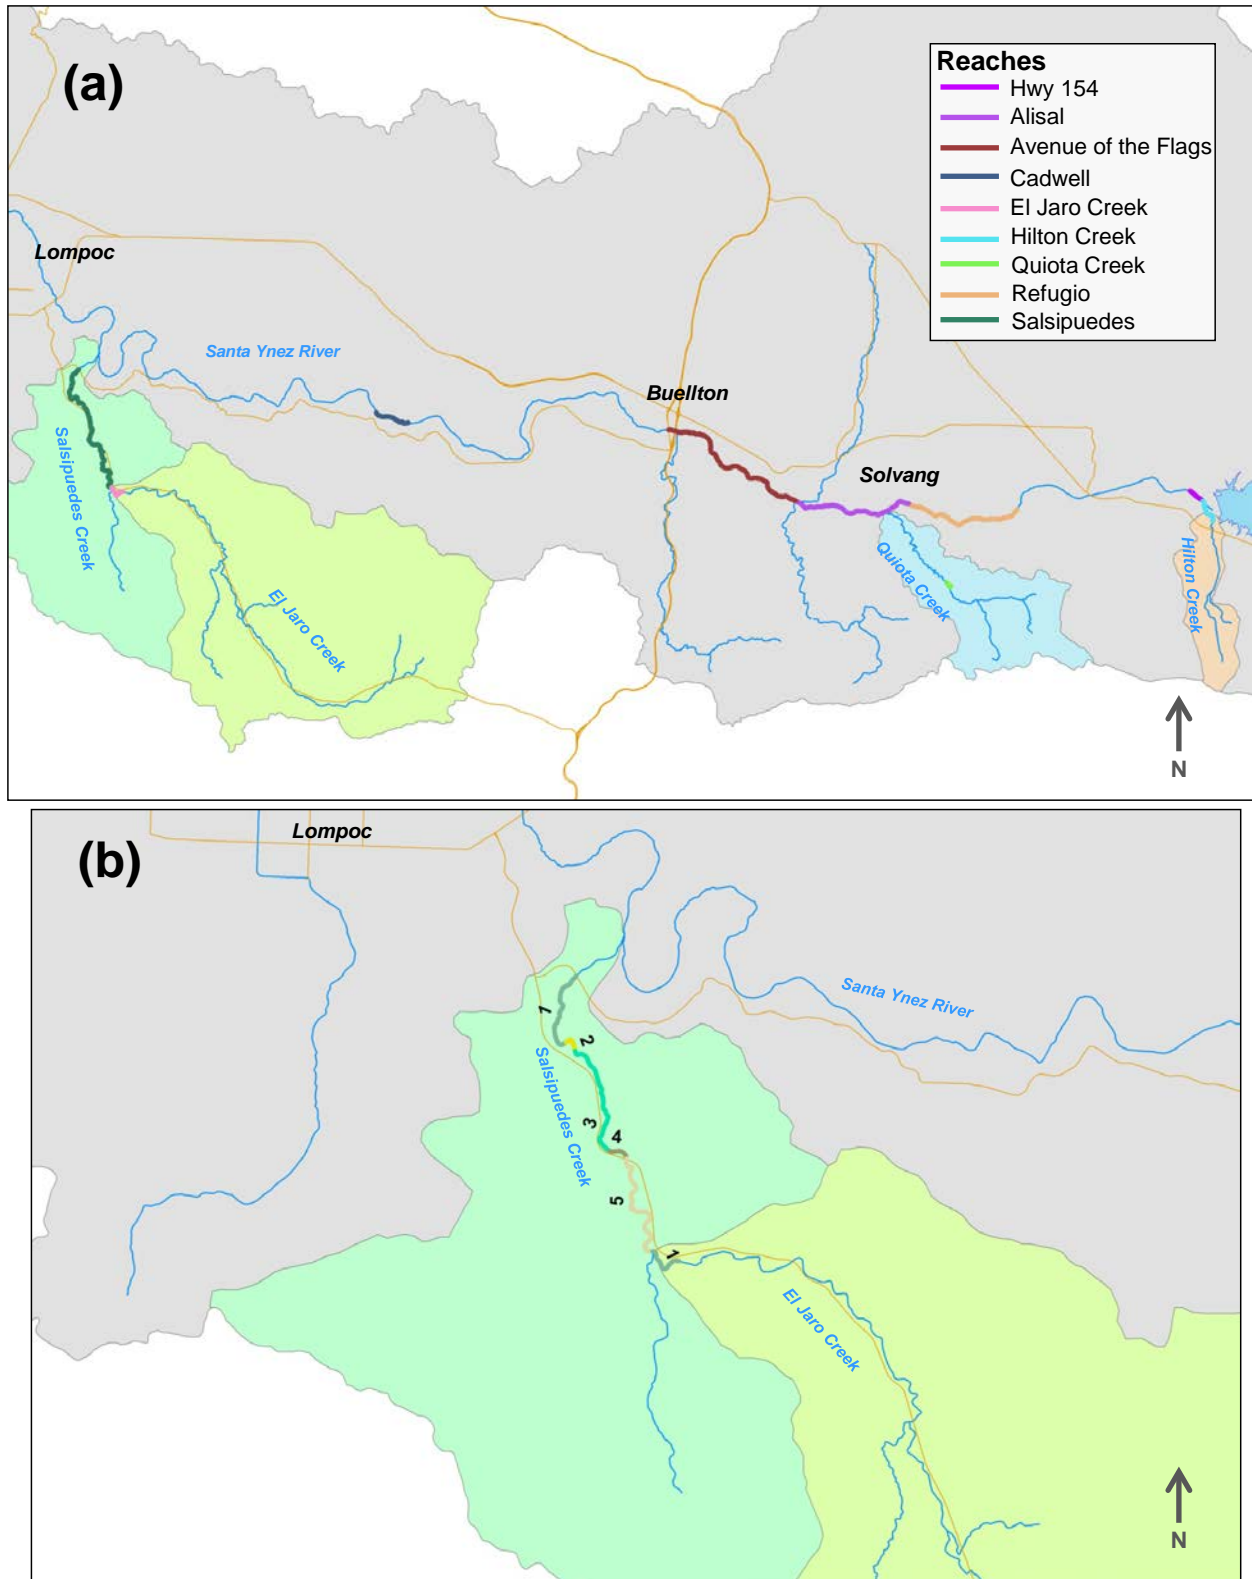 (a)
Reaches
Hwy 154
Alisal
Avenue of the Flags
Cadwell
El Jaro Creek
Hilton Creek
Quiota Creek
Refugio
Salsipuedes
Lompoc
Santa Ynez River
Buellton
Solvang
Salsipuedes Creek
El Jaro Creek
Quiota Creek
Hilton Creek
N
(b)
Lompoc
Santa Ynez River
1
2
Salsipuedes Creek
3
4
5
1
El Jaro Creek
N